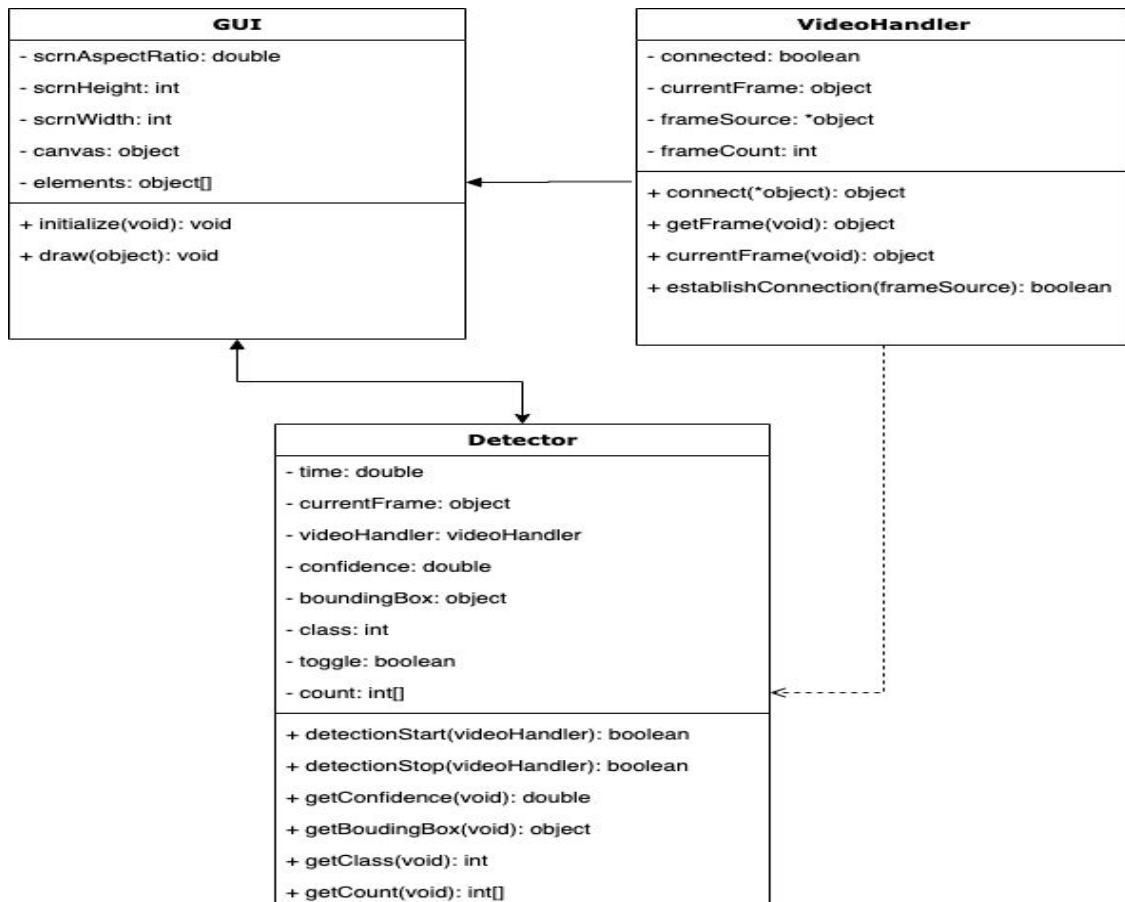 GUI
- scrnAspectRatio: double
- scrnHeight: int
- scrnWidth: int
- canvas: object
- elements: object[]
+ initialize(void): void
+ draw(object): void
VideoHandler
- connected: boolean
- currentFrame: object
- frameSource: *object
- frameCount: int
+ connect(*object): object
+ getFrame(void): object
+ currentFrame(void): object
+ establishConnection(frameSource): boolean
Detector
- time: double
- currentFrame: object
- videoHandler: videoHandler
- confidence: double
- boundingBox: object
- class: int
- toggle: boolean
- count: int[]
+ detectionStart(videoHandler): boolean
+ detectionStop(videoHandler): boolean
+ getConfidence(void): double
+ getBoudingBox(void): object
+ getClass(void): int
+ getCount(void): int[]